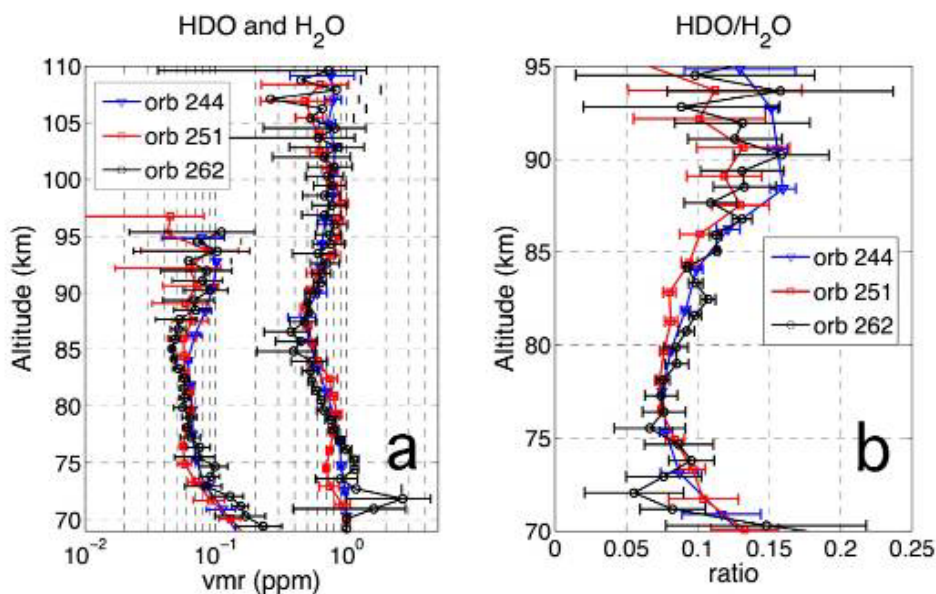 HDO and H₂O
110
105
100
95
90
85
80
75
70
Altitude (km)
orb 244
orb 251
orb 262
a
10⁻²
10⁻¹
10⁰
vmr (ppm)
HDO/H₂O
95
90
85
80
75
70
Altitude (km)
orb 244
orb 251
orb 262
b
0
0.05
0.1
0.15
0.2
0.25
ratio